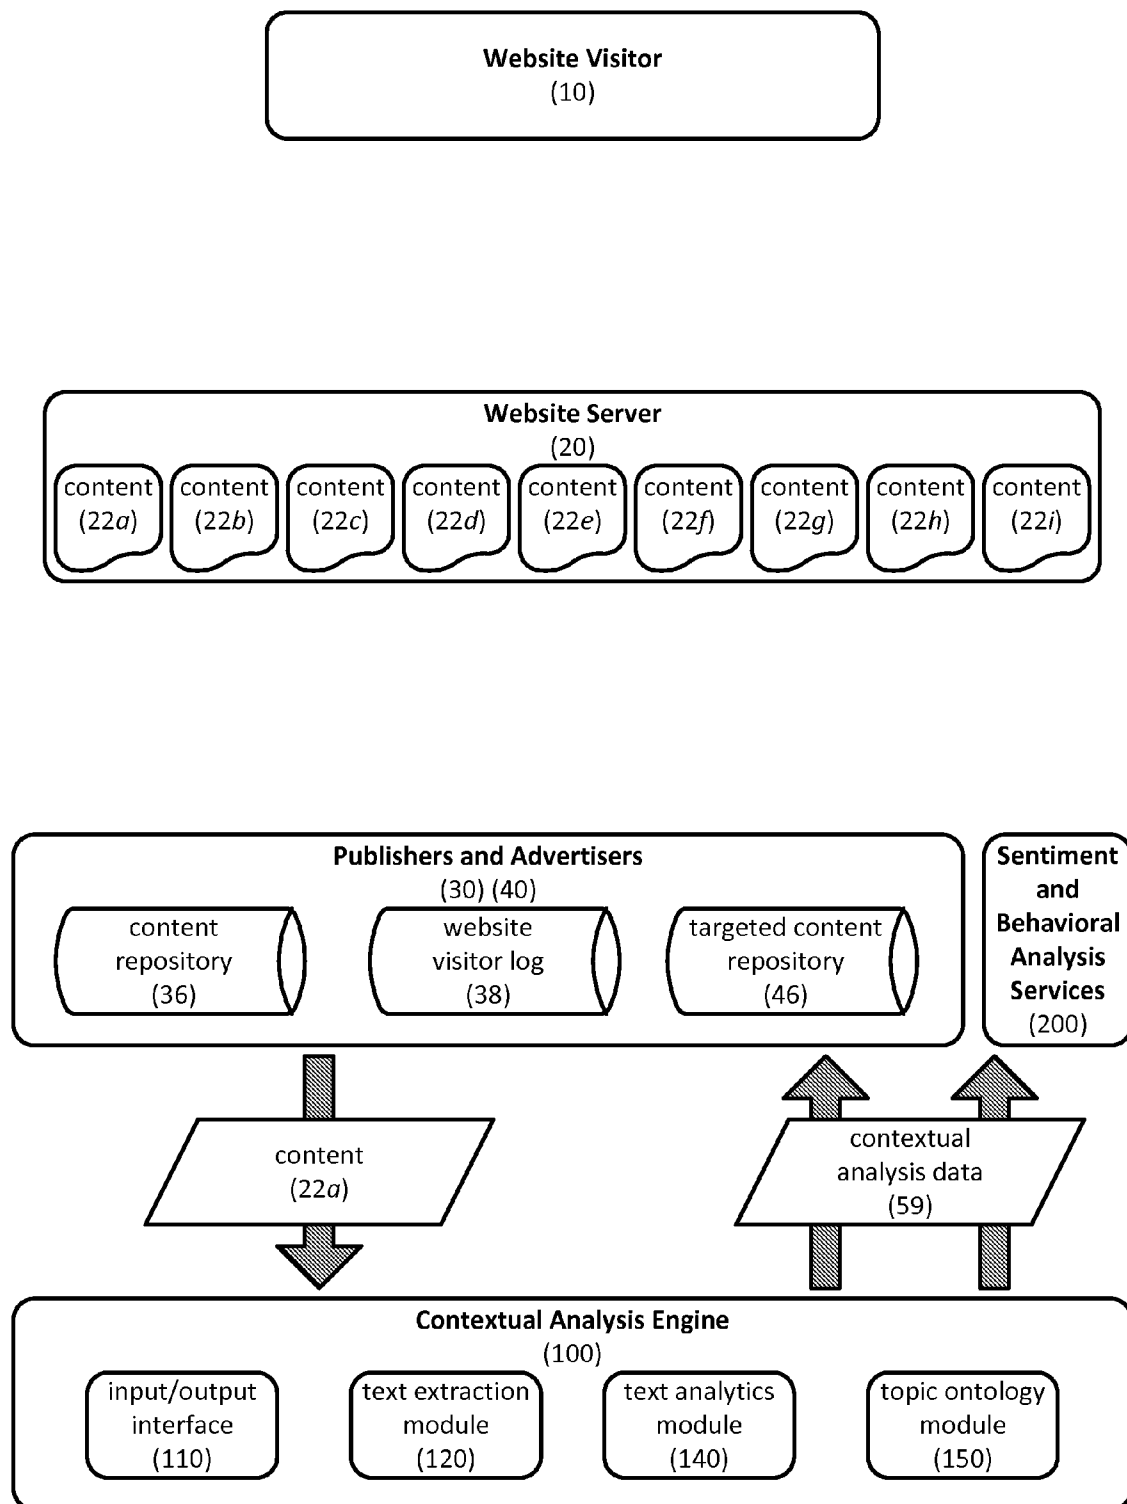 Website Visitor
(10)
Website Server
(20)
content
(22a)
content
(22b)
content
(22c)
content
(22d)
content
(22e)
content
(22f)
content
(22g)
content
(22h)
content
(22i)
Publishers and Advertisers
(30) (40)
content
repository
(36)
website
visitor log
(38)
targeted content
repository
(46)
Sentiment
and
Behavioral
Analysis
Services
(200)
content
(22a)
contextual
analysis data
(59)
Contextual Analysis Engine
(100)
input/output
interface
(110)
text extraction
module
(120)
text analytics
module
(140)
topic ontology
module
(150)